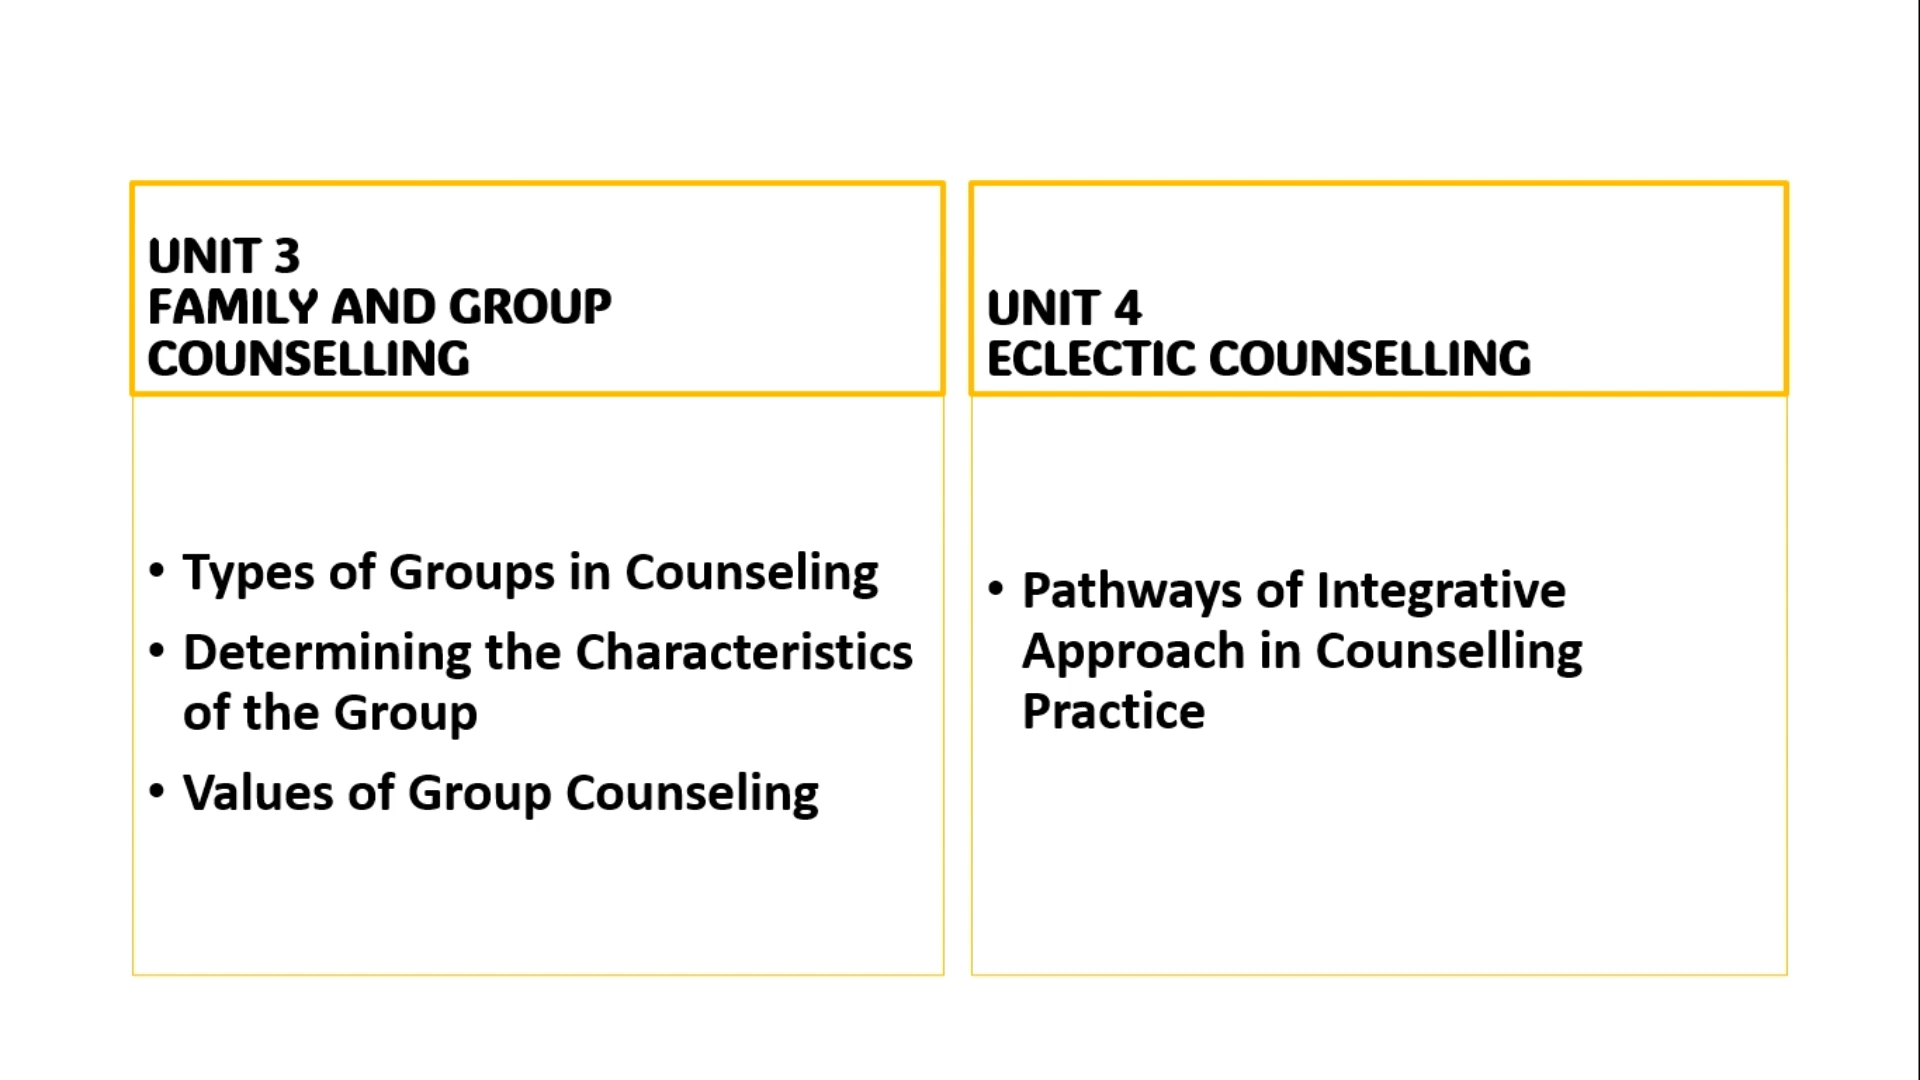 UNIT 3
FAMILY AND GROUP
COUNSELLING
• Types of Groups in Counseling
• Determining the Characteristics
of the Group
• Values of Group Counseling
UNIT 4
ECLECTIC COUNSELLING
• Pathways of Integrative
Approach in Counselling
Practice